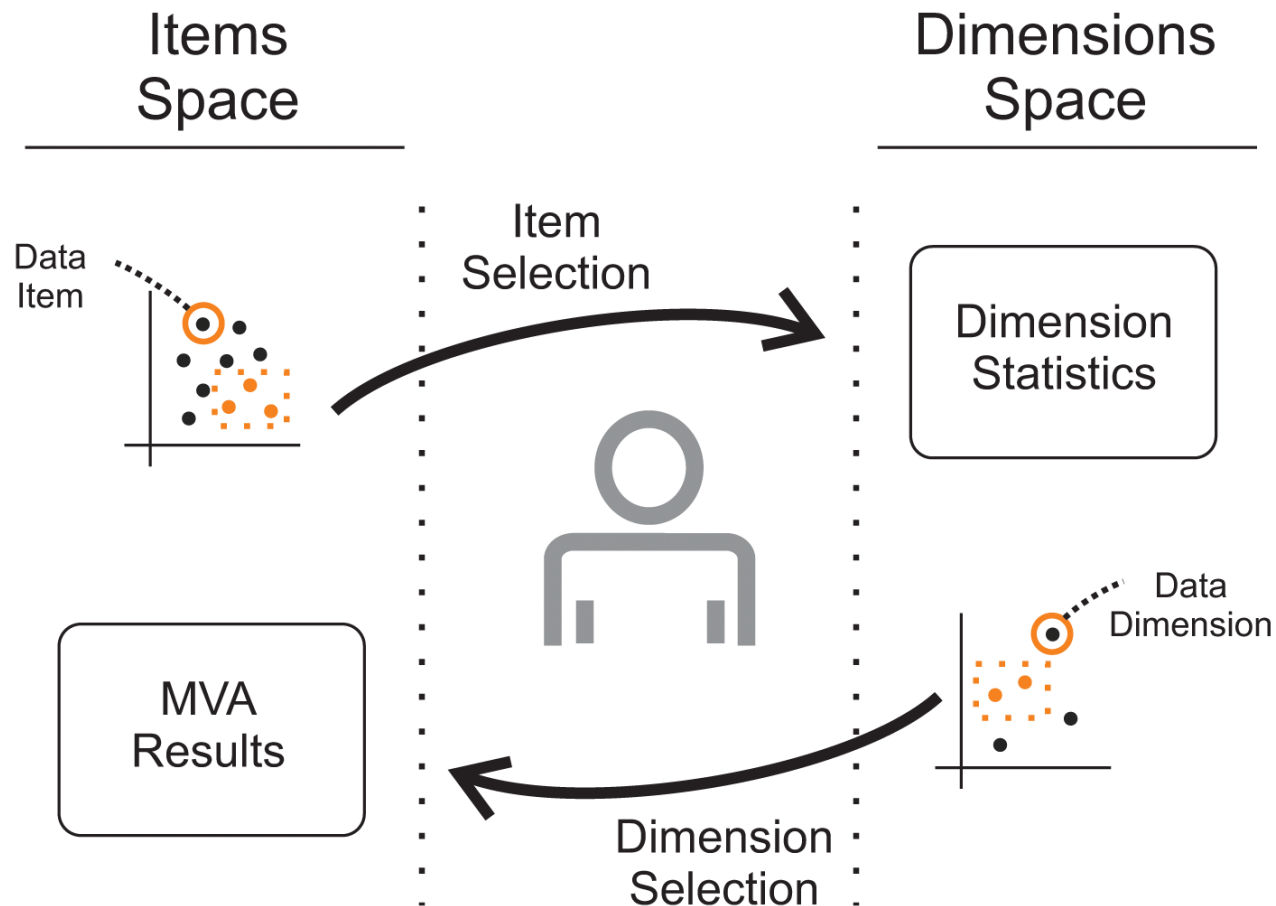 Items
Space
Dimensions
Space
Item
Selection
Data
Item
Dimension
Statistics
Data
Dimension
MVA
Results
Dimension
Selection